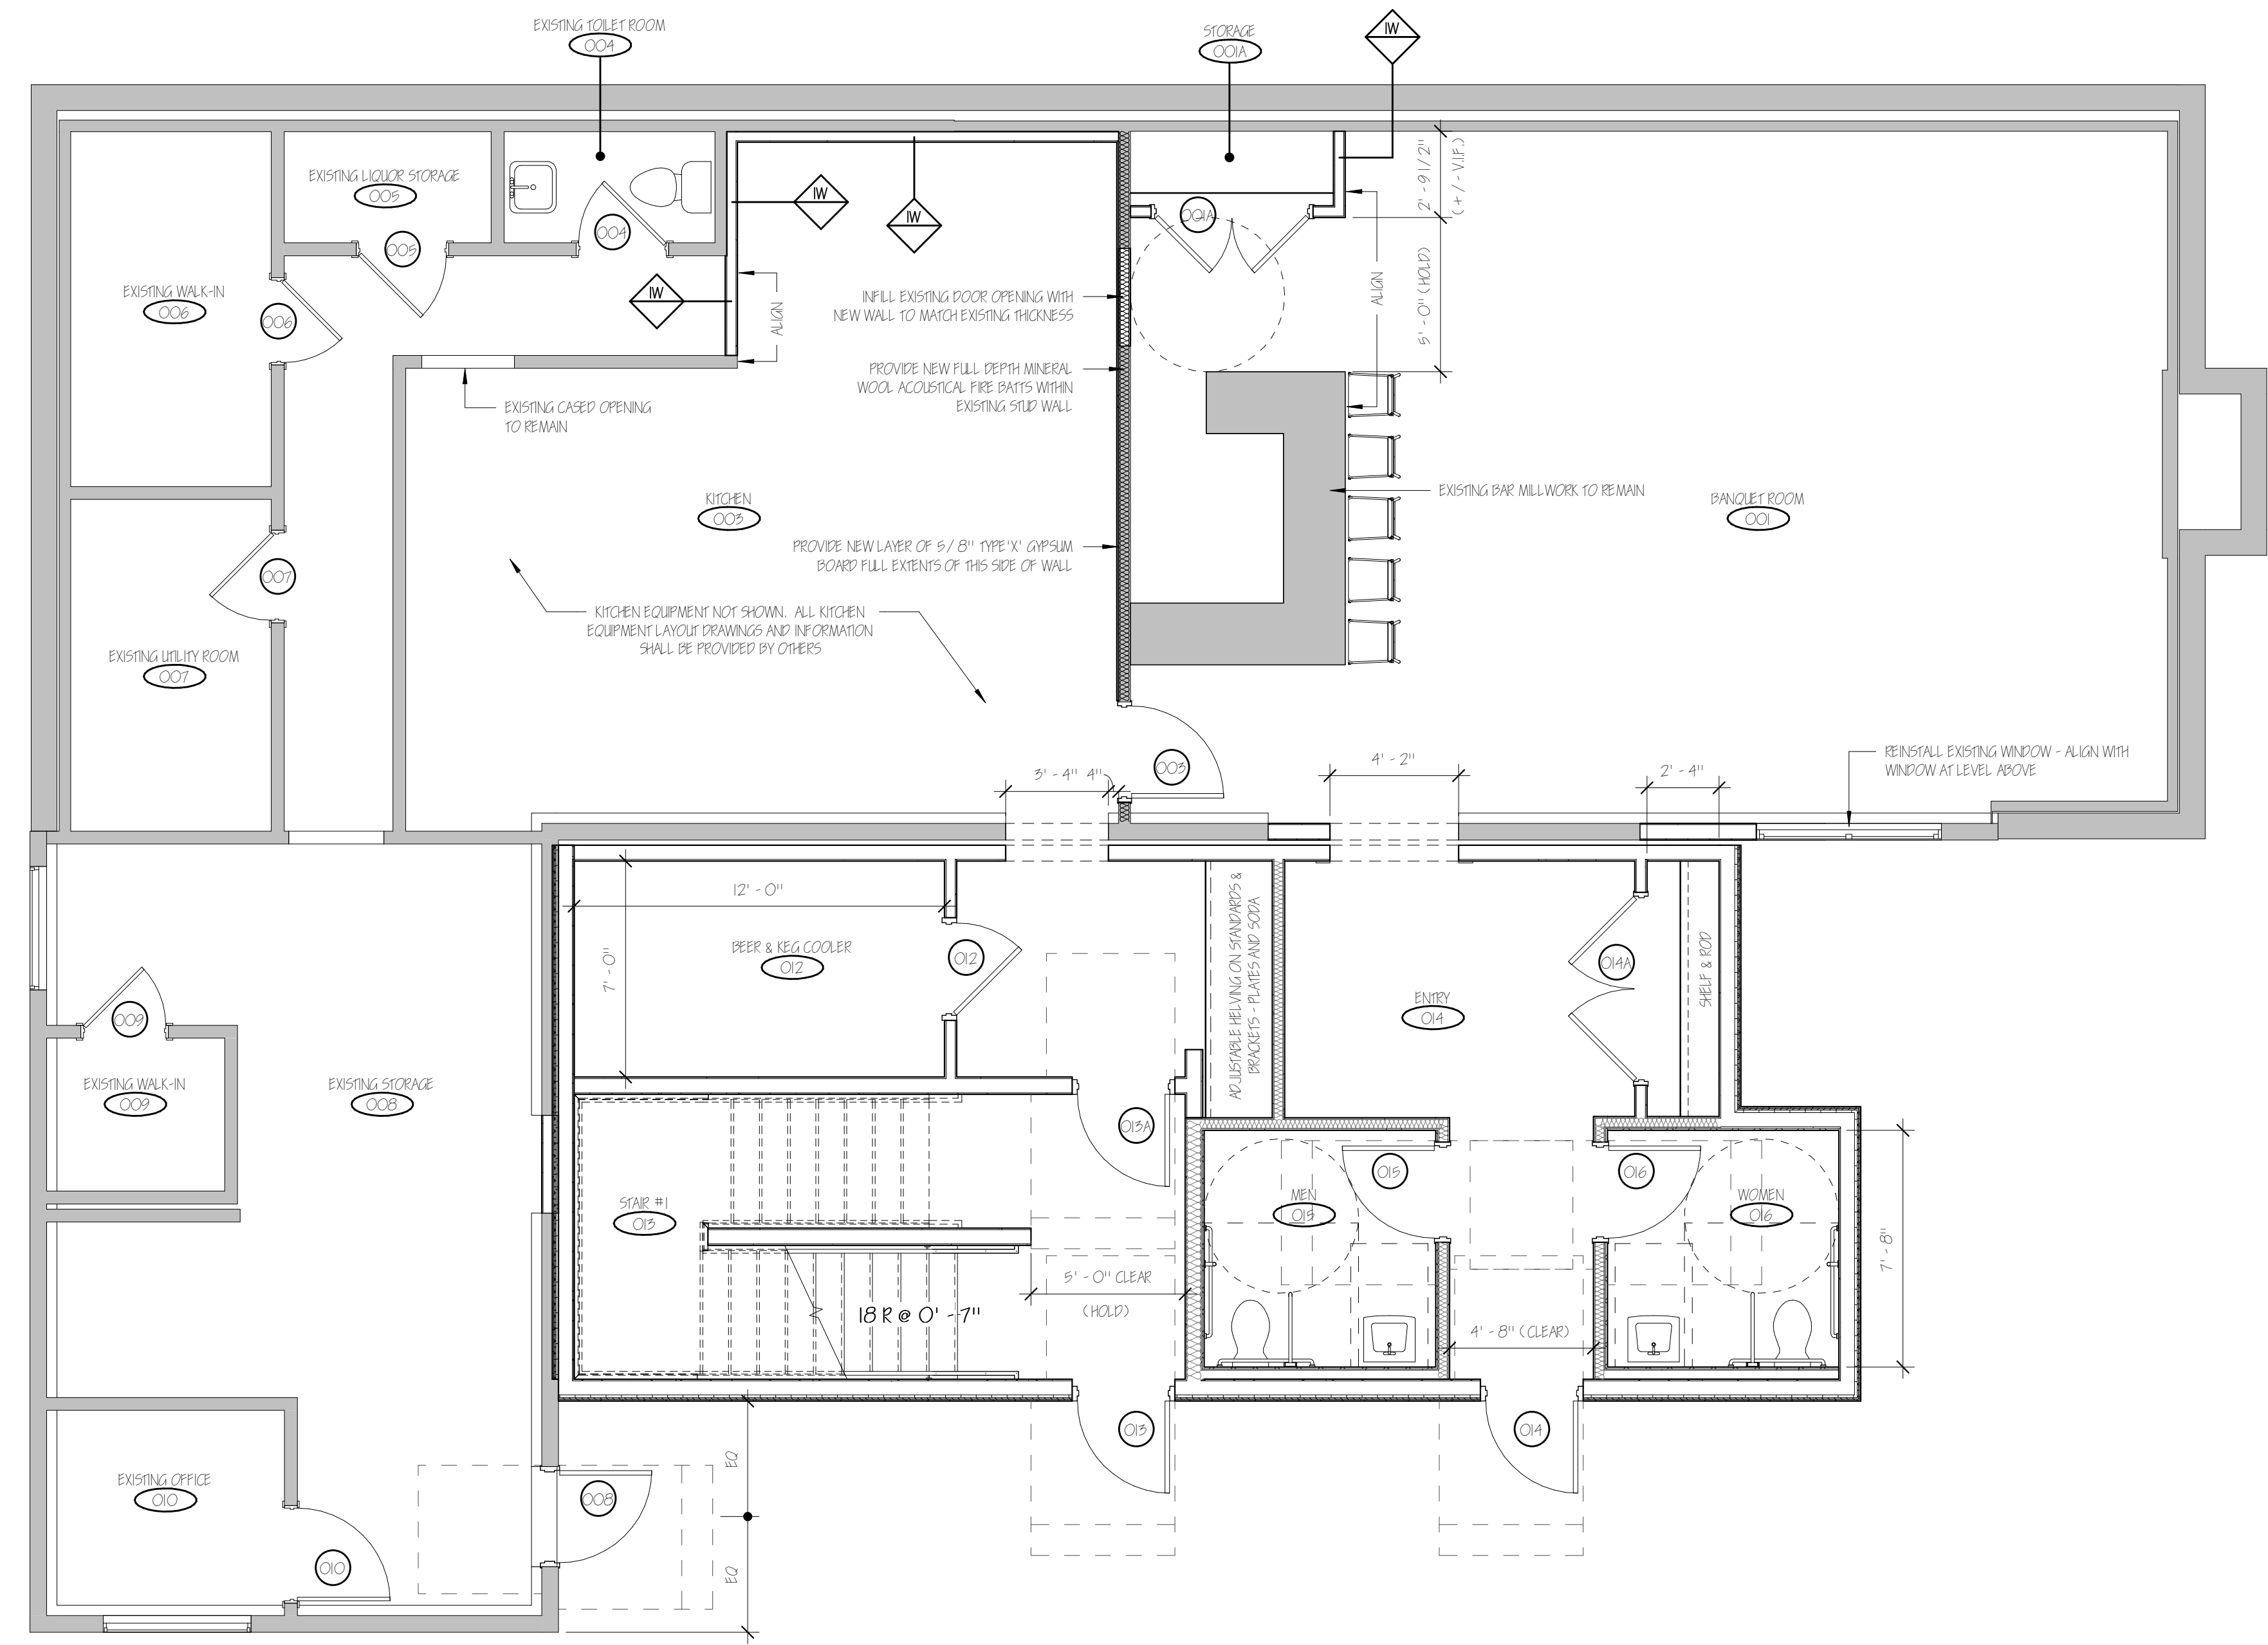 EXISTING TOILET ROOM
004
STORAGE
001A
IW
EXISTING LIQUOR STORAGE
005
005
004
IW
IW
001A
2' - 9 1/2"
(+/- V.I.F.)
EXISTING WALK-IN
006
006
IW
ALIGN
INFILL EXISTING DOOR OPENING WITH
NEW WALL TO MATCH EXISTING THICKNESS
ALIGN
5' - 0" (HOLD)
PROVIDE NEW FULL DEPTH MINERAL
WOOL ACOUSTICAL FIRE BATTS WITHIN
EXISTING STUD WALL
EXISTING CASED OPENING
TO REMAIN
KITCHEN
003
EXISTING BAR MILLWORK TO REMAIN
BANQUET ROOM
001
PROVIDE NEW LAYER OF 5/8" TYPE 'X' GYPSUM
BOARD FULL EXTENTS OF THIS SIDE OF WALL
007
KITCHEN EQUIPMENT NOT SHOWN. ALL KITCHEN
EQUIPMENT LAYOUT DRAWINGS AND INFORMATION
SHALL BE PROVIDED BY OTHERS
EXISTING UTILITY ROOM
007
003
3' - 4"
4"
4' - 2"
2' - 4"
REINSTALL EXISTING WINDOW - ALIGN WITH
WINDOW AT LEVEL ABOVE
12' - 0"
7' - 0"
BEER & KEG COOLER
012
012
ADJUSTABLE HELVING ON STANDARDS &
BRACKETS - PLATES AND SODA
ENTRY
014
014A
SHELF & ROD
009
EXISTING WALK-IN
009
EXISTING STORAGE
008
013A
015
016
STAIR #1
013
MEN
015
WOMEN
016
7' - 8"
5' - 0" CLEAR
(HOLD)
18 R @ 0' - 7"
4' - 8" (CLEAR)
013
014
EQ
EXISTING OFFICE
010
008
010
EQ